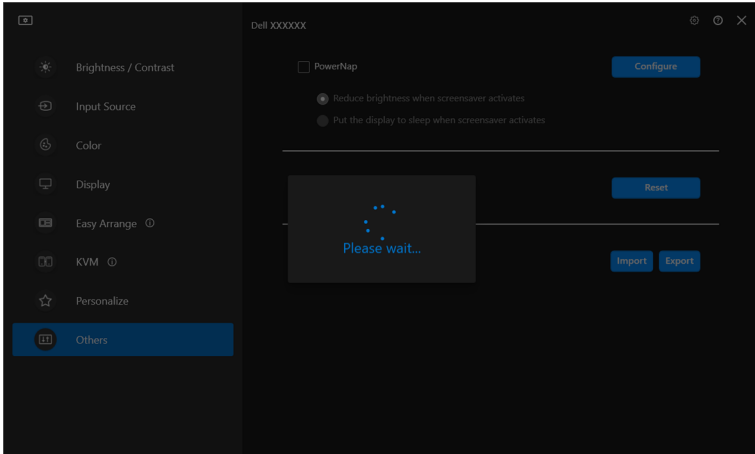 Dell XXXXXX
Brightness / Contrast
Input Source
Color
Display
Easy Arrange
KVM
Personalize
Others
PowerNap
Configure
Reduce brightness when screensaver activates
Put the display to sleep when screensaver activates
Reset
Please wait...
Import Export